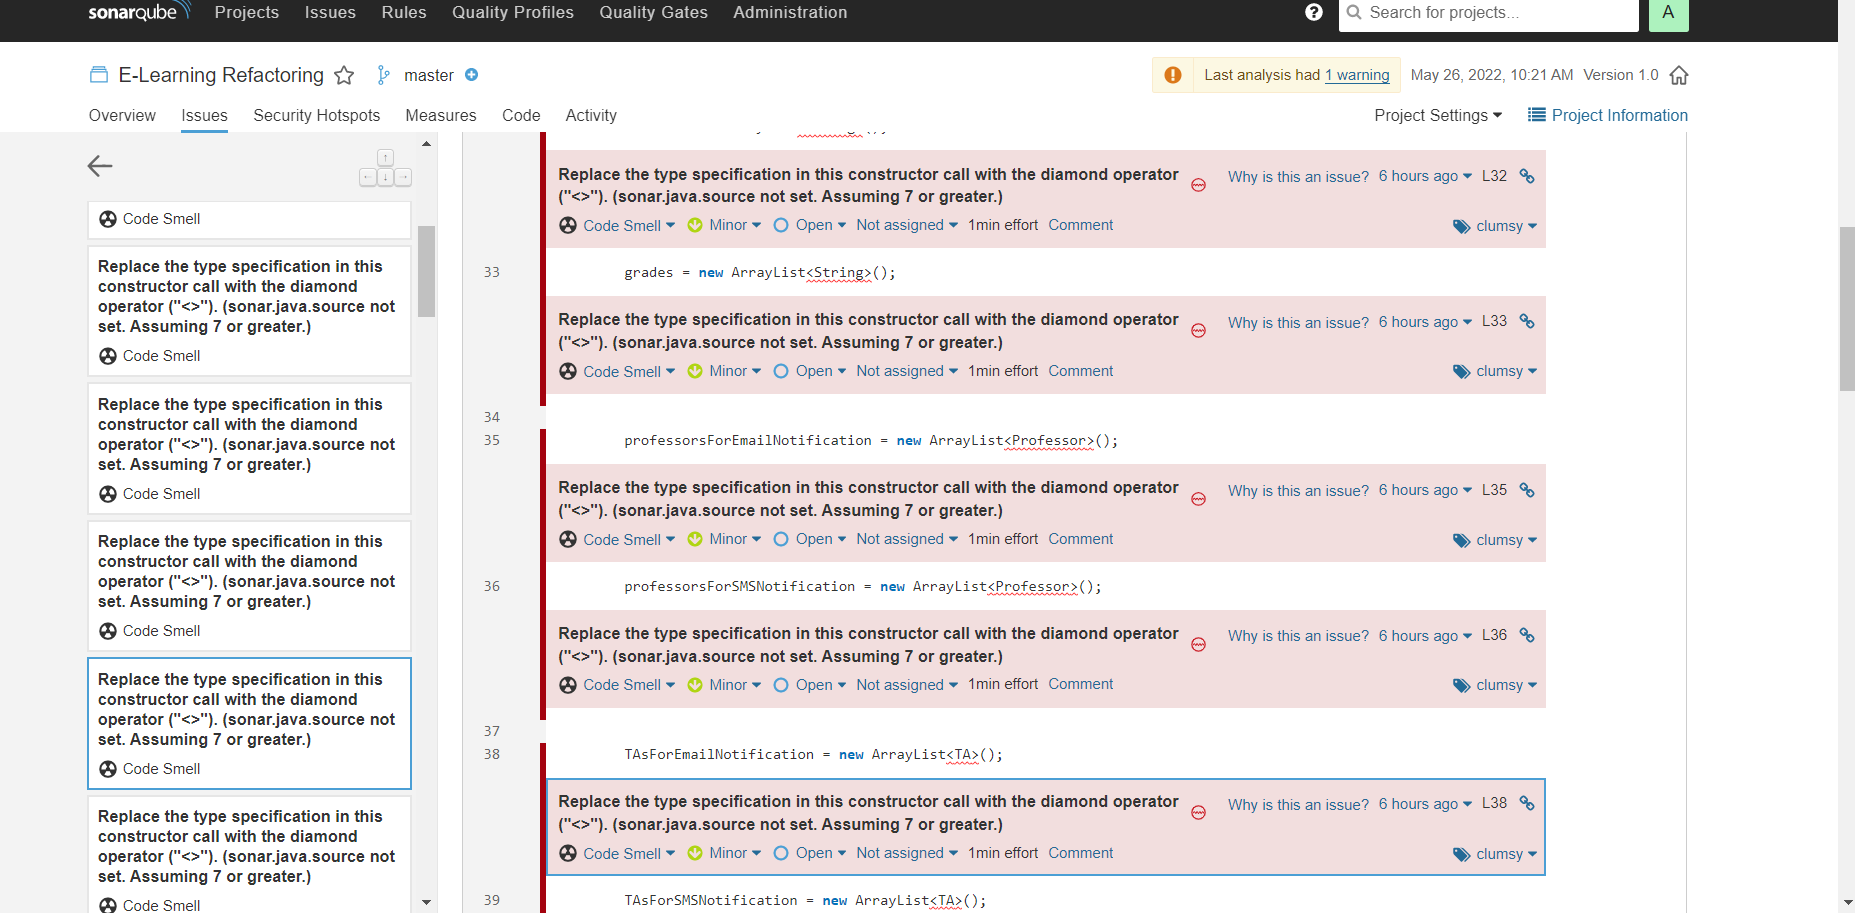 sonarqube Projects Issues Rules Quality Profiles Quality Gates Administration ? Search for projects... A
E-Learning Refactoring master Last analysis had 1 warning May 26, 2022, 10:21 AM Version 1.0
Overview Issues Security Hotspots Measures Code Activity Project Settings Project Information
Code Smell
Replace the type specification in this
constructor call with the diamond
operator ("<>"). (sonar.java.source not
set. Assuming 7 or greater.)
Code Smell
Replace the type specification in this
constructor call with the diamond
operator ("<>"). (sonar.java.source not
set. Assuming 7 or greater.)
Code Smell
Replace the type specification in this
constructor call with the diamond
operator ("<>"). (sonar.java.source not
set. Assuming 7 or greater.)
Code Smell
Replace the type specification in this
constructor call with the diamond
operator ("<>"). (sonar.java.source not
set. Assuming 7 or greater.)
Code Smell
Replace the type specification in this
constructor call with the diamond
operator ("<>"). (sonar.java.source not
set. Assuming 7 or greater.)
Code Smell
Replace the type specification in this constructor call with the diamond operator Why is this an issue? 6 hours ago L32
("<>"). (sonar.java.source not set. Assuming 7 or greater.)
Code Smell Minor Open Not assigned 1min effort Comment clumsy
33 grades = new ArrayList<String>();
Replace the type specification in this constructor call with the diamond operator Why is this an issue? 6 hours ago L33
("<>"). (sonar.java.source not set. Assuming 7 or greater.)
Code Smell Minor Open Not assigned 1min effort Comment clumsy
34
35 professorsForEmailNotification = new ArrayList<Professor>();
Replace the type specification in this constructor call with the diamond operator Why is this an issue? 6 hours ago L35
("<>"). (sonar.java.source not set. Assuming 7 or greater.)
Code Smell Minor Open Not assigned 1min effort Comment clumsy
36 professorsForSMSNotification = new ArrayList<Professor>();
Replace the type specification in this constructor call with the diamond operator Why is this an issue? 6 hours ago L36
("<>"). (sonar.java.source not set. Assuming 7 or greater.)
Code Smell Minor Open Not assigned 1min effort Comment clumsy
37
38 TAsForEmailNotification = new ArrayList<TA>();
Replace the type specification in this constructor call with the diamond operator Why is this an issue? 6 hours ago L38
("<>"). (sonar.java.source not set. Assuming 7 or greater.)
Code Smell Minor Open Not assigned 1min effort Comment clumsy
39 TAsForSMSNotification = new ArrayList<TA>();